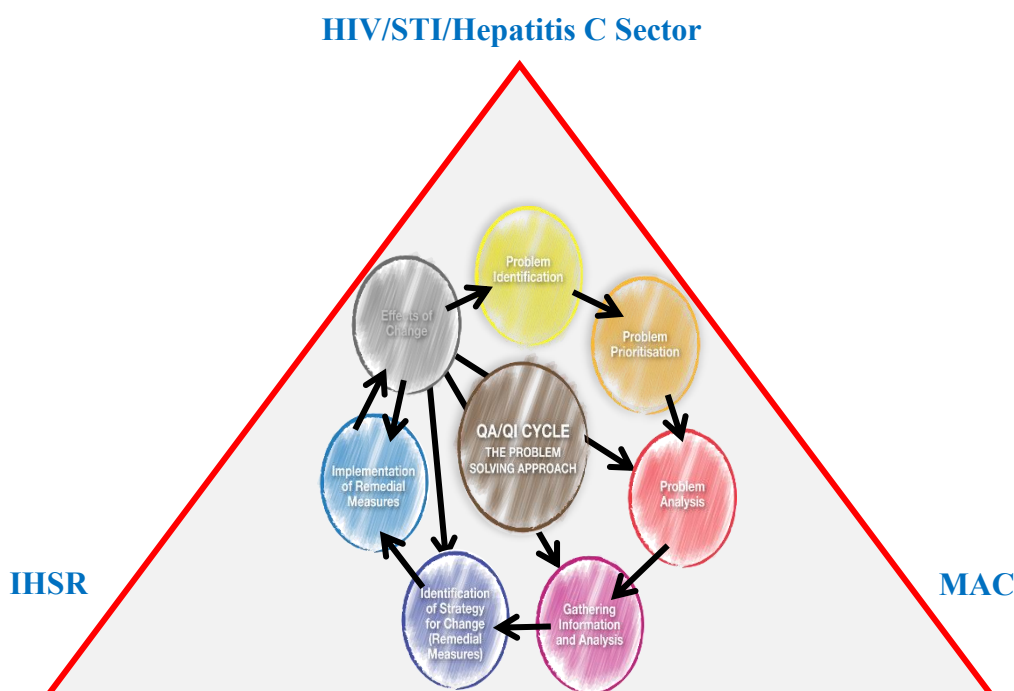 HIV/STI/Hepatitis C Sector
Problem
Identification
Effects of
Change
Problem
Prioritisation
QA/QI CYCLE
THE PROBLEM
SOLVING APPROACH
Implementation
of Remedial
Measures
Problem
Analysis
IHSR
MAC
Identification
of Strategy
for Change
(Remedial
Measures)
Gathering
Information
and Analysis